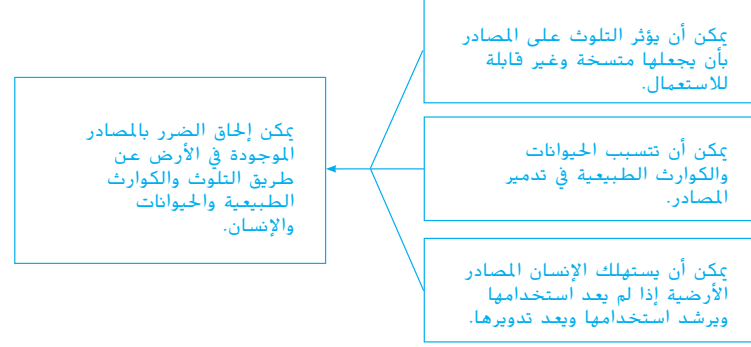 يمكن أن يؤثر التلوث على المصادر
بأن يجعلها متسخة وغير قابلة
للاستعمال.
يمكن أن تتسبب الحيوانات
والكوارث الطبيعية في تدمير
المصادر.
يمكن أن يستهلك الإنسان المصادر
الأرضية إذا لم يعد استخدامها
ويرشد استخدامها ويعد تدويرها.
يمكن إلحاق الضرر بالمصادر
الموجودة في الأرض عن
طريق التلوث والكوارث
الطبيعية والحيوانات
والإنسان.